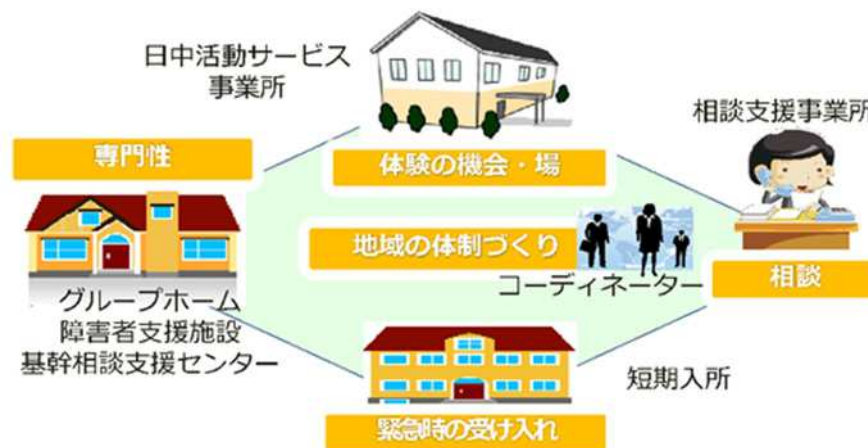 日中活動サービス
事業所
相談支援事業所
専門性
体験の機会・場
地域の体制づくり
コーディネーター
相談
グループホーム
障害者支援施設
基幹相談支援センター
短期入所
緊急時の受け入れ